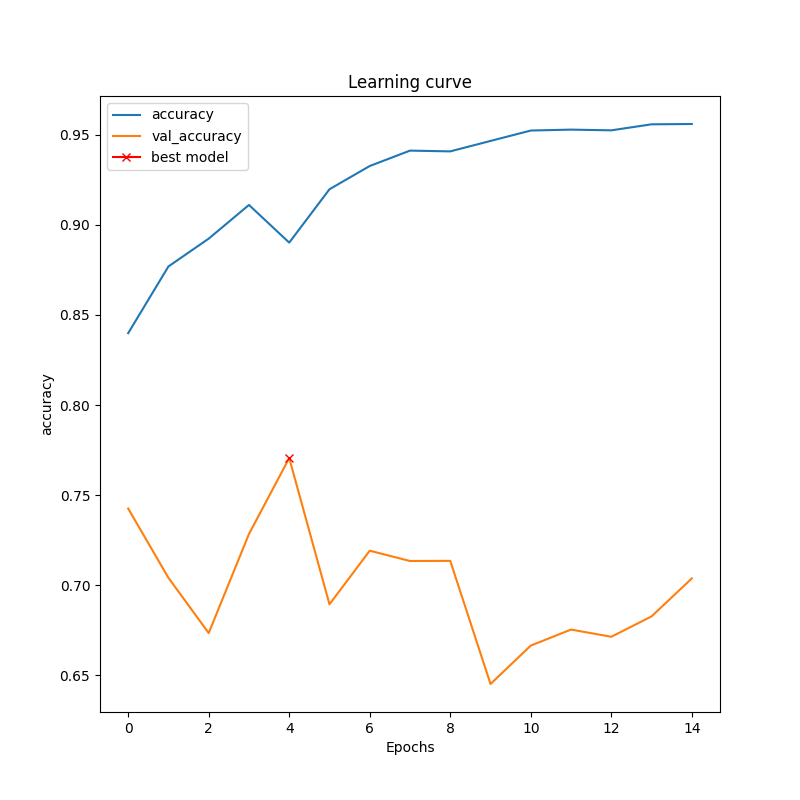 Learning curve
accuracy
val_accuracy
best model
0.95
0.90
0.85
0.80
0.75
0.70
0.65
accuracy
0 2 4 6 8 10 12 14
Epochs